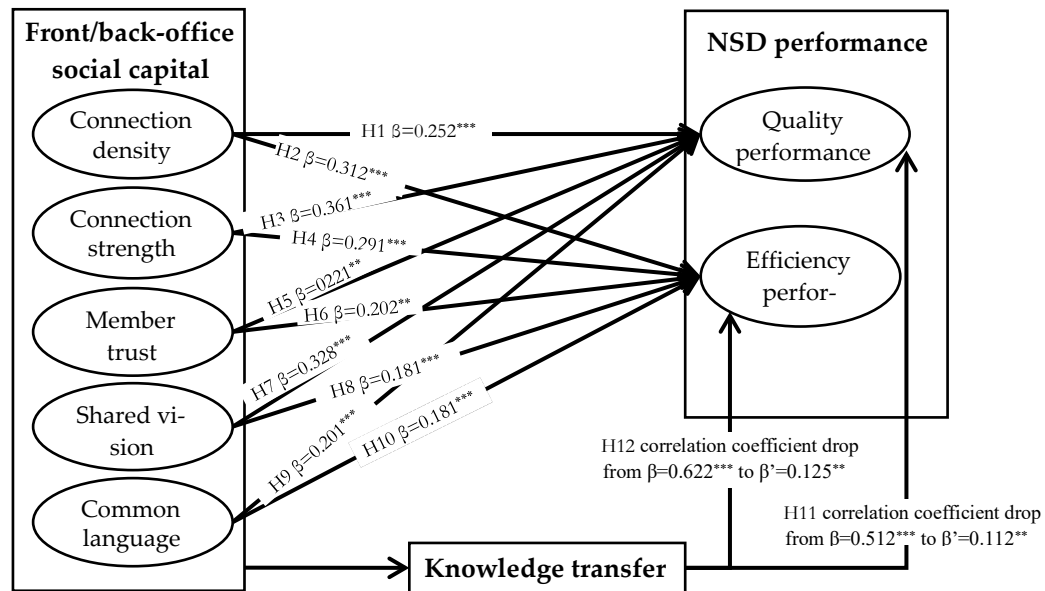 Front/back-office
social capital
Connection
density
Connection
strength
Member
trust
Shared vi-
sion
Common
language
H1 β=0.252***
H2 β=0.312***
H3 β=0.361***
H4 β=0.291***
H5 β=0221**
H6 β=0.202**
H7 β=0.328***
H8 β=0.181***
H9 β=0.201***
H10 β=0.181***
NSD performance
Quality
performance
Efficiency
perfor-
H12 correlation coefficient drop
from β=0.622*** to β’=0.125**
H11 correlation coefficient drop
from β=0.512*** to β’=0.112**
Knowledge transfer